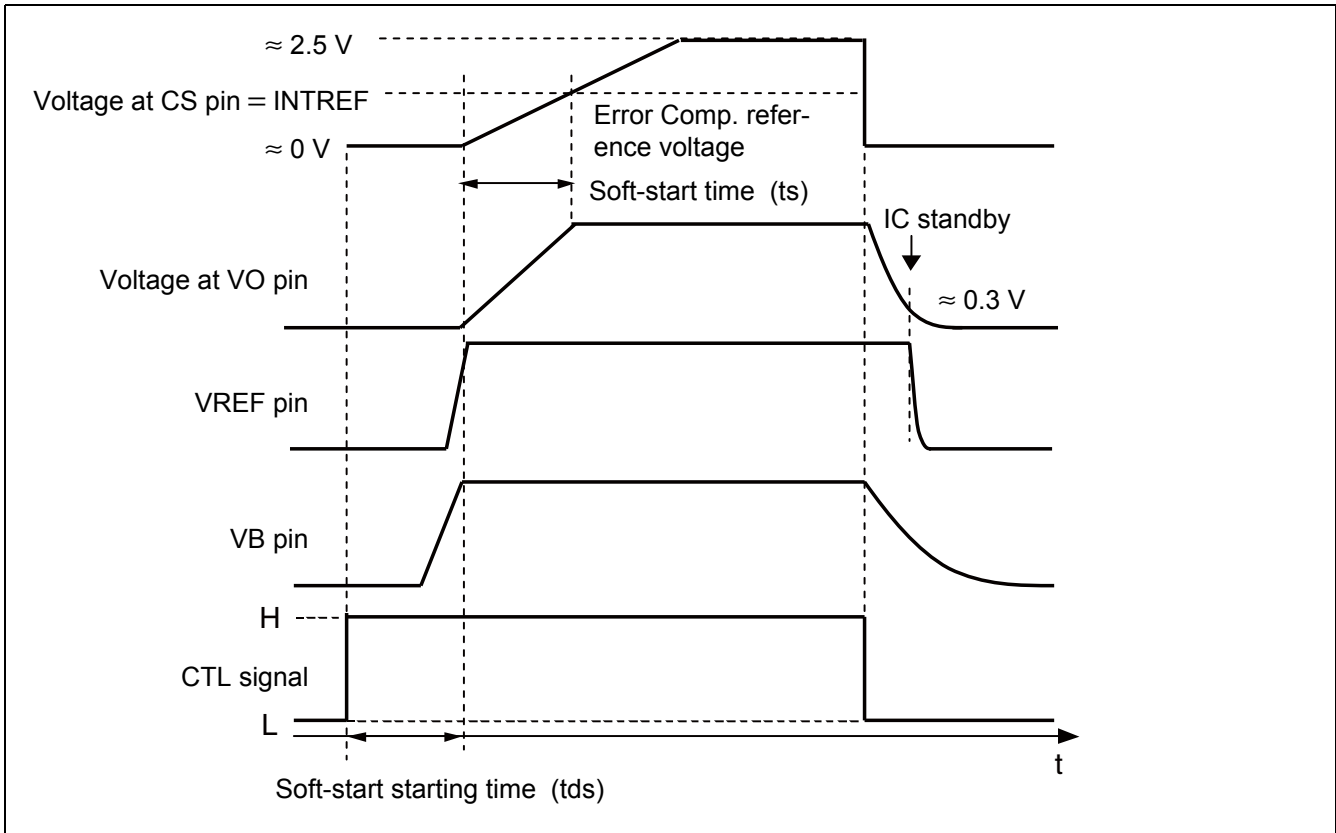 ≈ 2.5 V
Voltage at CS pin = INTREF
Error Comp. refer-
ence voltage
≈ 0 V
Soft-start time (ts)
IC standby
Voltage at VO pin
≈ 0.3 V
VREF pin
VB pin
H
CTL signal
L
t
Soft-start starting time (tds)